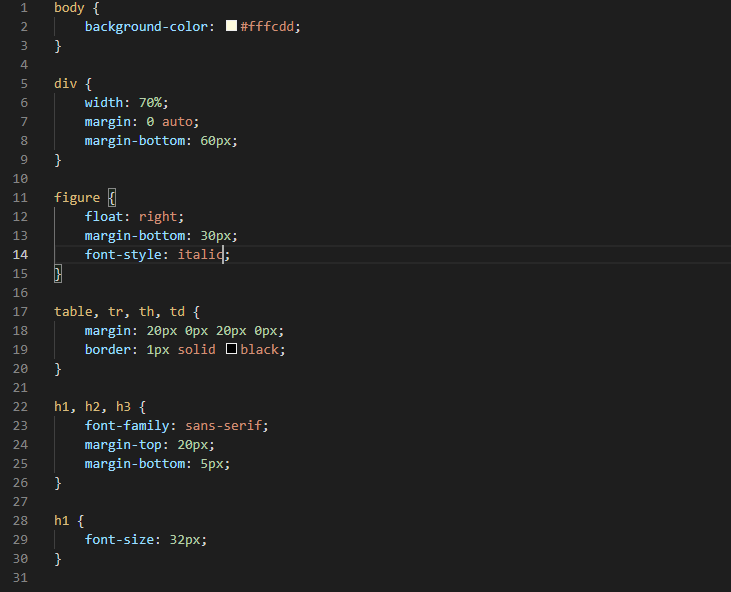 1 body {
2 background-color: #fffcdd;
3 }
4
5 div {
6 width: 70%;
7 margin: 0 auto;
8 margin-bottom: 60px;
9 }
10
11 figure {
12 float: right;
13 margin-bottom: 30px;
14 font-style: italic;
15 }
16
17 table, tr, th, td {
18 margin: 20px 0px 20px 0px;
19 border: 1px solid black;
20 }
21
22 h1, h2, h3 {
23 font-family: sans-serif;
24 margin-top: 20px;
25 margin-bottom: 5px;
26 }
27
28 h1 {
29 font-size: 32px;
30 }
31